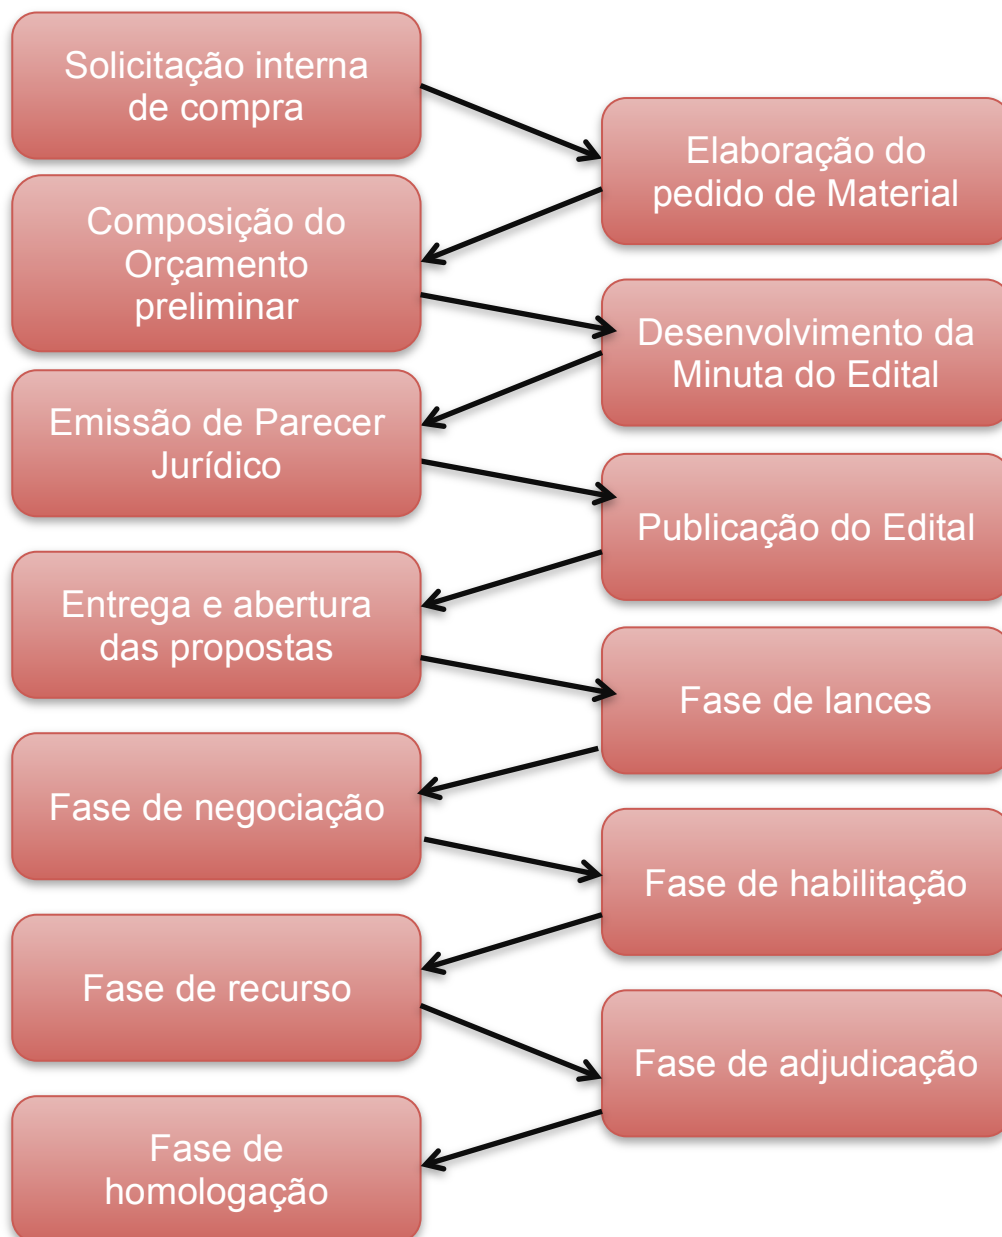 Solicitação interna
de compra
Elaboração do
pedido de Material
Composição do
Orçamento
preliminar
Desenvolvimento da
Minuta do Edital
Emissão de Parecer
Jurídico
Publicação do Edital
Entrega e abertura
das propostas
Fase de lances
Fase de negociação
Fase de habilitação
Fase de recurso
Fase de adjudicação
Fase de
homologação